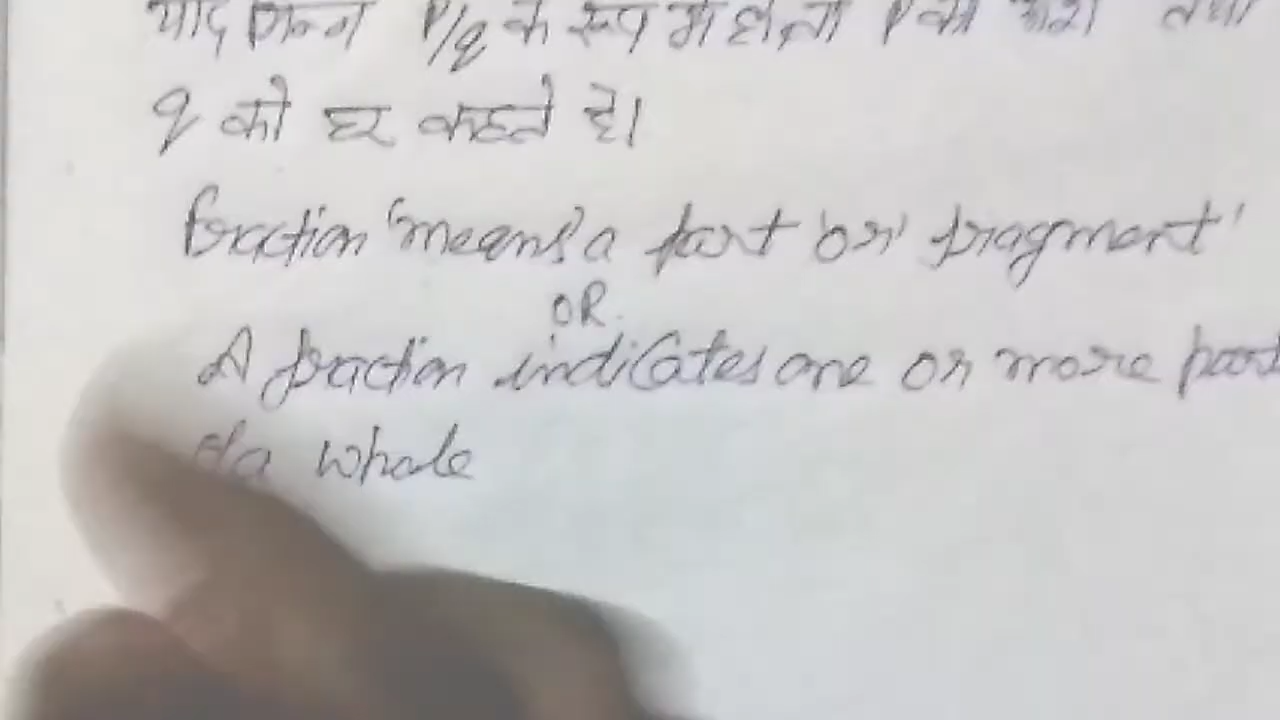 यदि भिन्न P/q के रूप में हो तो P को अंश तथा
q को हर कहते है।
fraction 'means' a part 'or' fragment'
OR.
A fraction indicates one or more part
of a whole